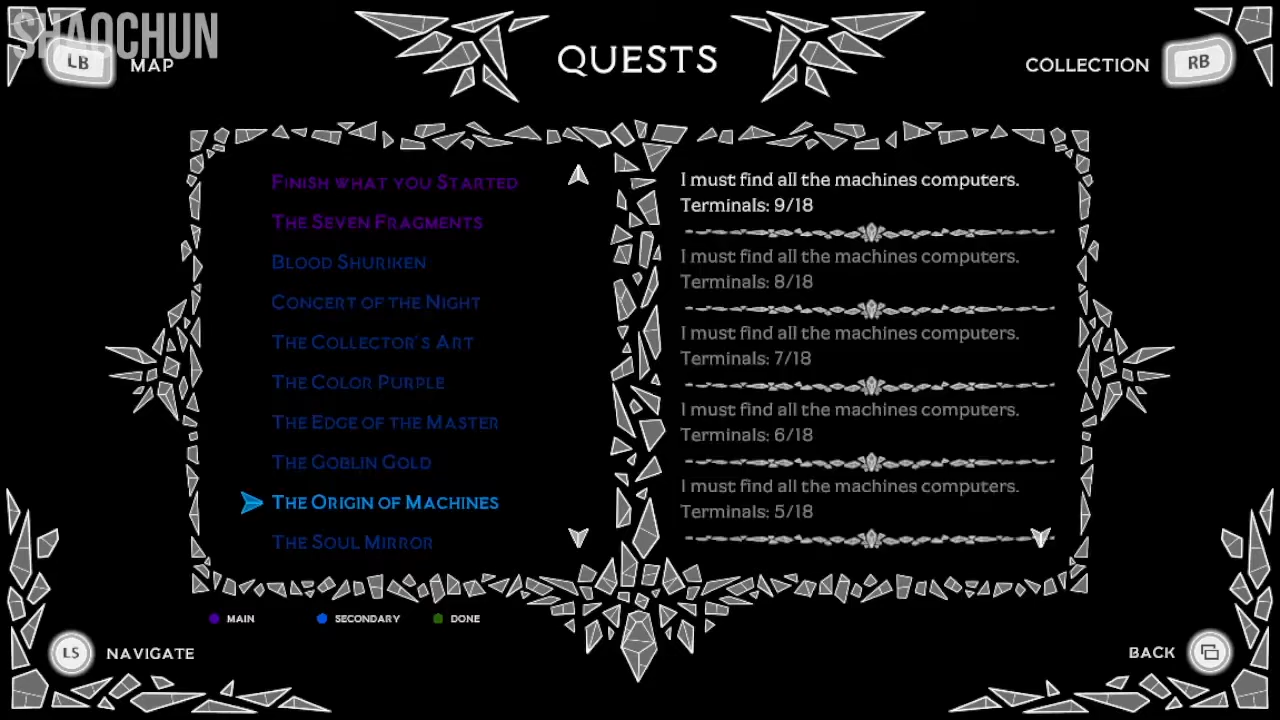 SHAOCHUN
LB
MAP
QUESTS
COLLECTION
RB
FINISH WHAT YOU STARTED
THE SEVEN FRAGMENTS
BLOOD SHURIKEN
CONCERT OF THE NIGHT
THE COLLECTOR'S ART
THE COLOR PURPLE
THE EDGE OF THE MASTER
THE GOBLIN GOLD
THE ORIGIN OF MACHINES
THE SOUL MIRROR
I must find all the machines computers.
Terminals: 9/18
I must find all the machines computers.
Terminals: 8/18
I must find all the machines computers.
Terminals: 7/18
I must find all the machines computers.
Terminals: 6/18
I must find all the machines computers.
Terminals: 5/18
MAIN
SECONDARY
DONE
LS
NAVIGATE
BACK